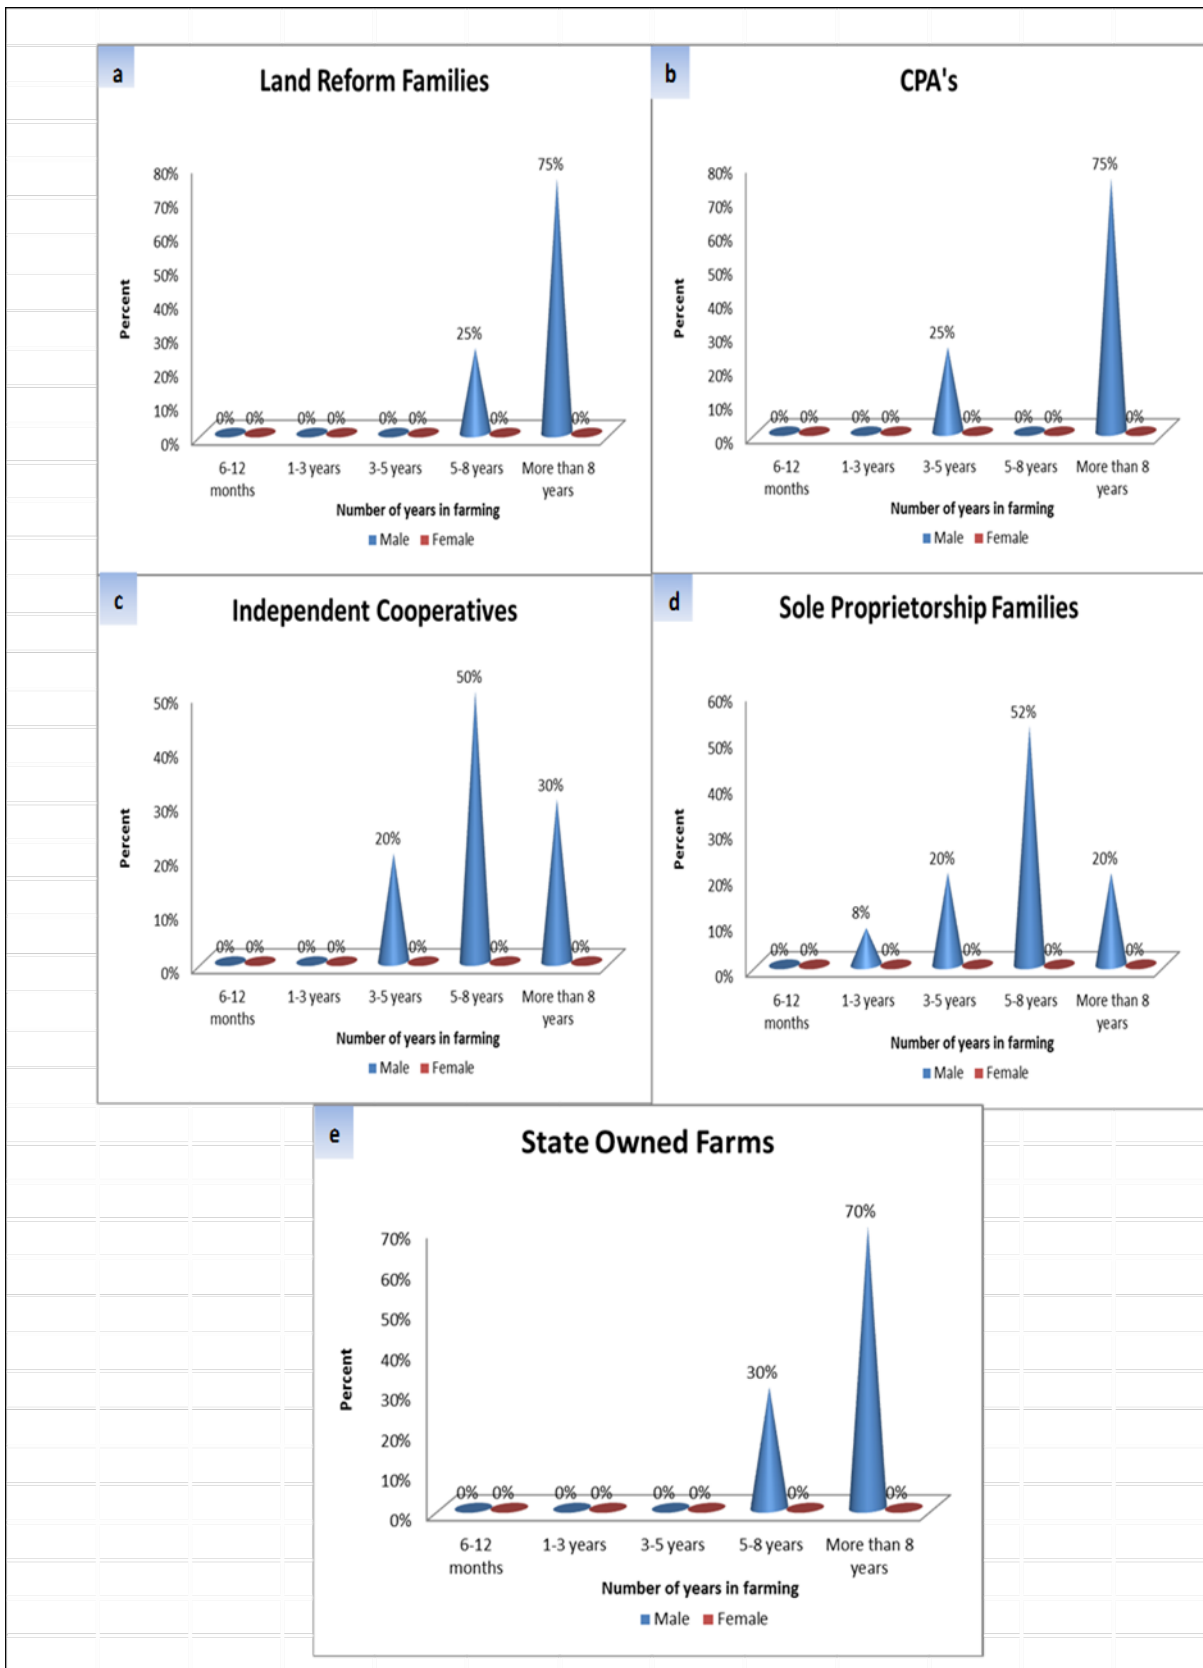 a
Land Reform Families
75%
80%
70%
60%
50%
40%
30%
20%
10%
0%
Percent
25%
0% 0% 0% 0% 0% 0% 0% 0%
6-12 months
1-3 years
3-5 years
5-8 years
More than 8 years
Number of years in farming
Male Female
b
CPA's
75%
80%
70%
60%
50%
40%
30%
20%
10%
0%
Percent
25%
0% 0% 0% 0% 0% 0% 0% 0%
6-12 months
1-3 years
3-5 years
5-8 years
More than 8 years
Number of years in farming
Male Female
c
Independent Cooperatives
50%
50%
40%
30%
20%
10%
0%
Percent
20%
30%
0% 0% 0% 0% 0% 0% 0%
6-12 months
1-3 years
3-5 years
5-8 years
More than 8 years
Number of years in farming
Male Female
d
Sole Proprietorship Families
60%
50%
40%
30%
20%
10%
0%
Percent
8%
20%
52%
20%
0% 0% 0% 0% 0% 0%
6-12 months
1-3 years
3-5 years
5-8 years
More than 8 years
Number of years in farming
Male Female
e
State Owned Farms
70%
70%
60%
50%
40%
30%
20%
10%
0%
Percent
30%
0% 0% 0% 0% 0% 0% 0% 0%
6-12 months
1-3 years
3-5 years
5-8 years
More than 8 years
Number of years in farming
Male Female